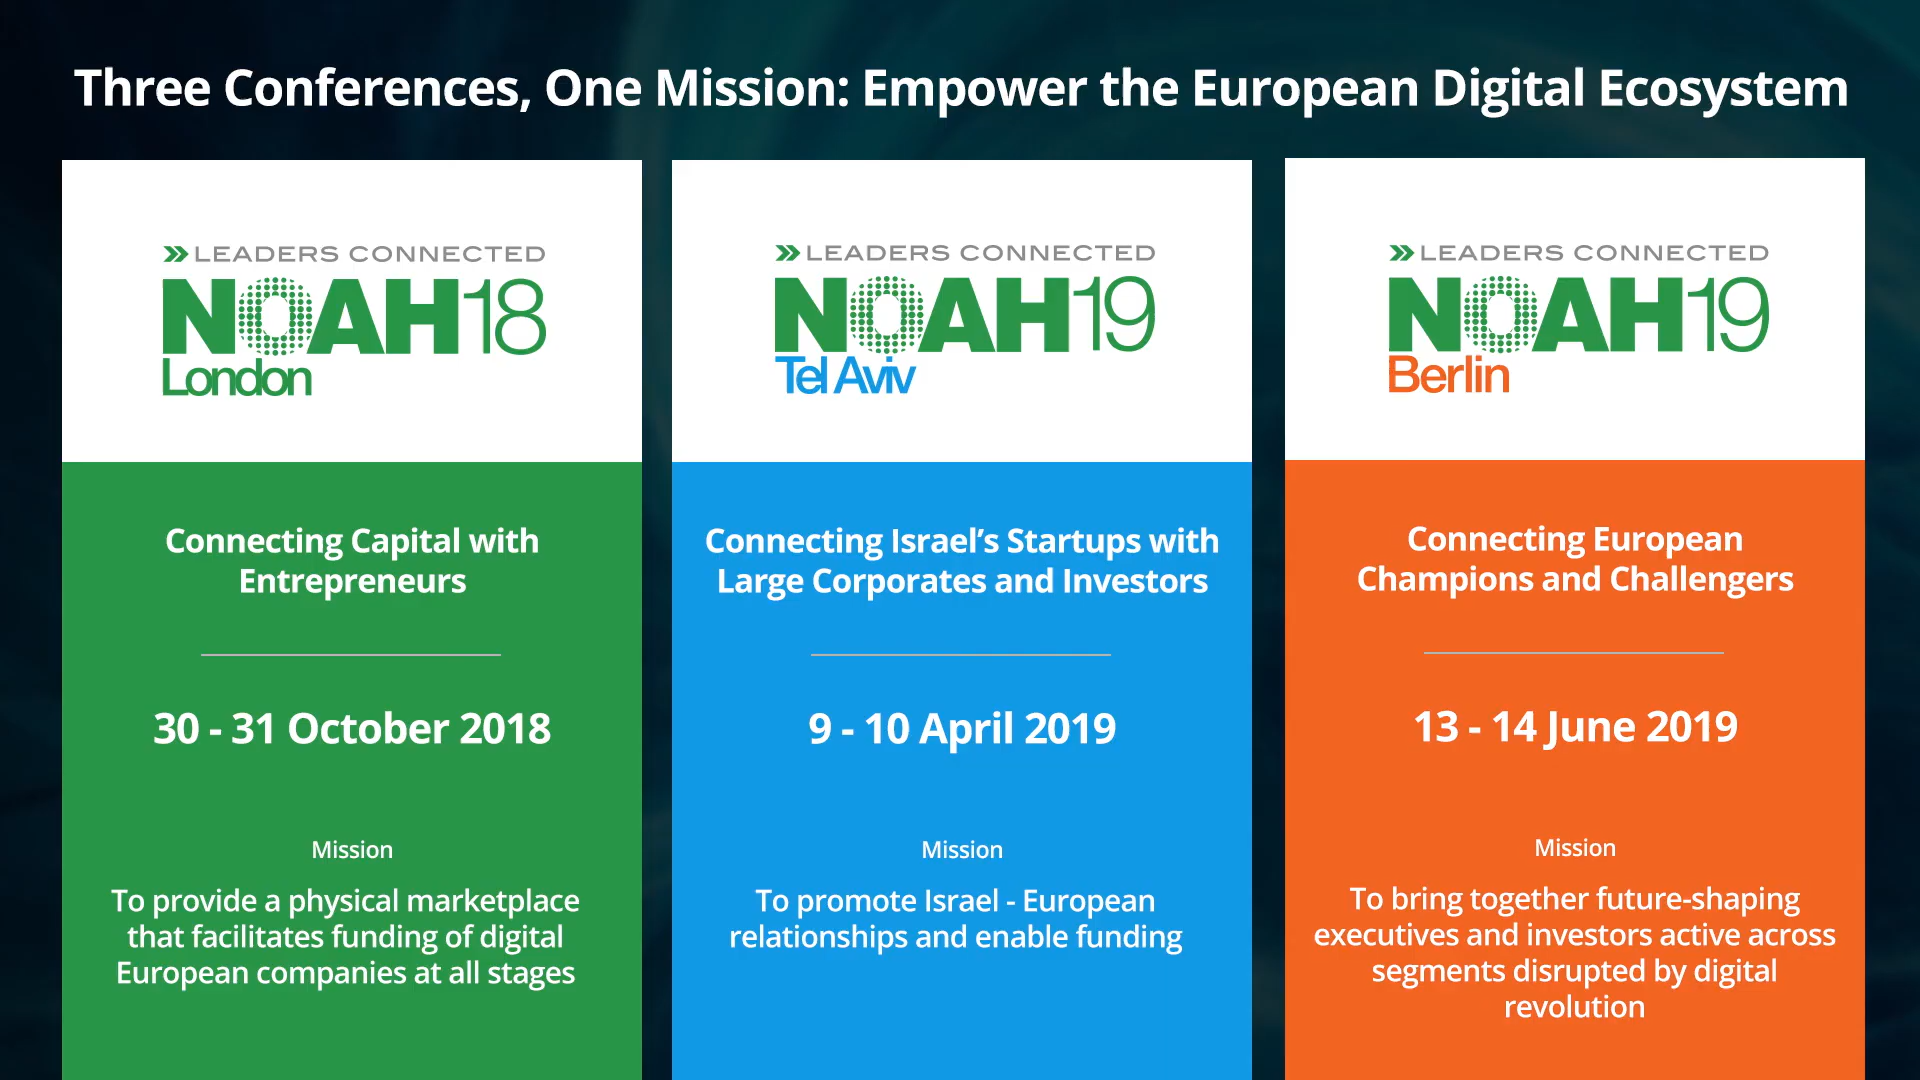 Three Conferences, One Mission: Empower the European Digital Ecosystem
LEADERS CONNECTED
NOAH18
London
Connecting Capital with
Entrepreneurs
30 - 31 October 2018
Mission
To provide a physical marketplace
that facilitates funding of digital
European companies at all stages
LEADERS CONNECTED
NOAH19
Tel Aviv
Connecting Israel’s Startups with
Large Corporates and Investors
9 - 10 April 2019
Mission
To promote Israel - European
relationships and enable funding
LEADERS CONNECTED
NOAH19
Berlin
Connecting European
Champions and Challengers
13 - 14 June 2019
Mission
To bring together future-shaping
executives and investors active across
segments disrupted by digital
revolution